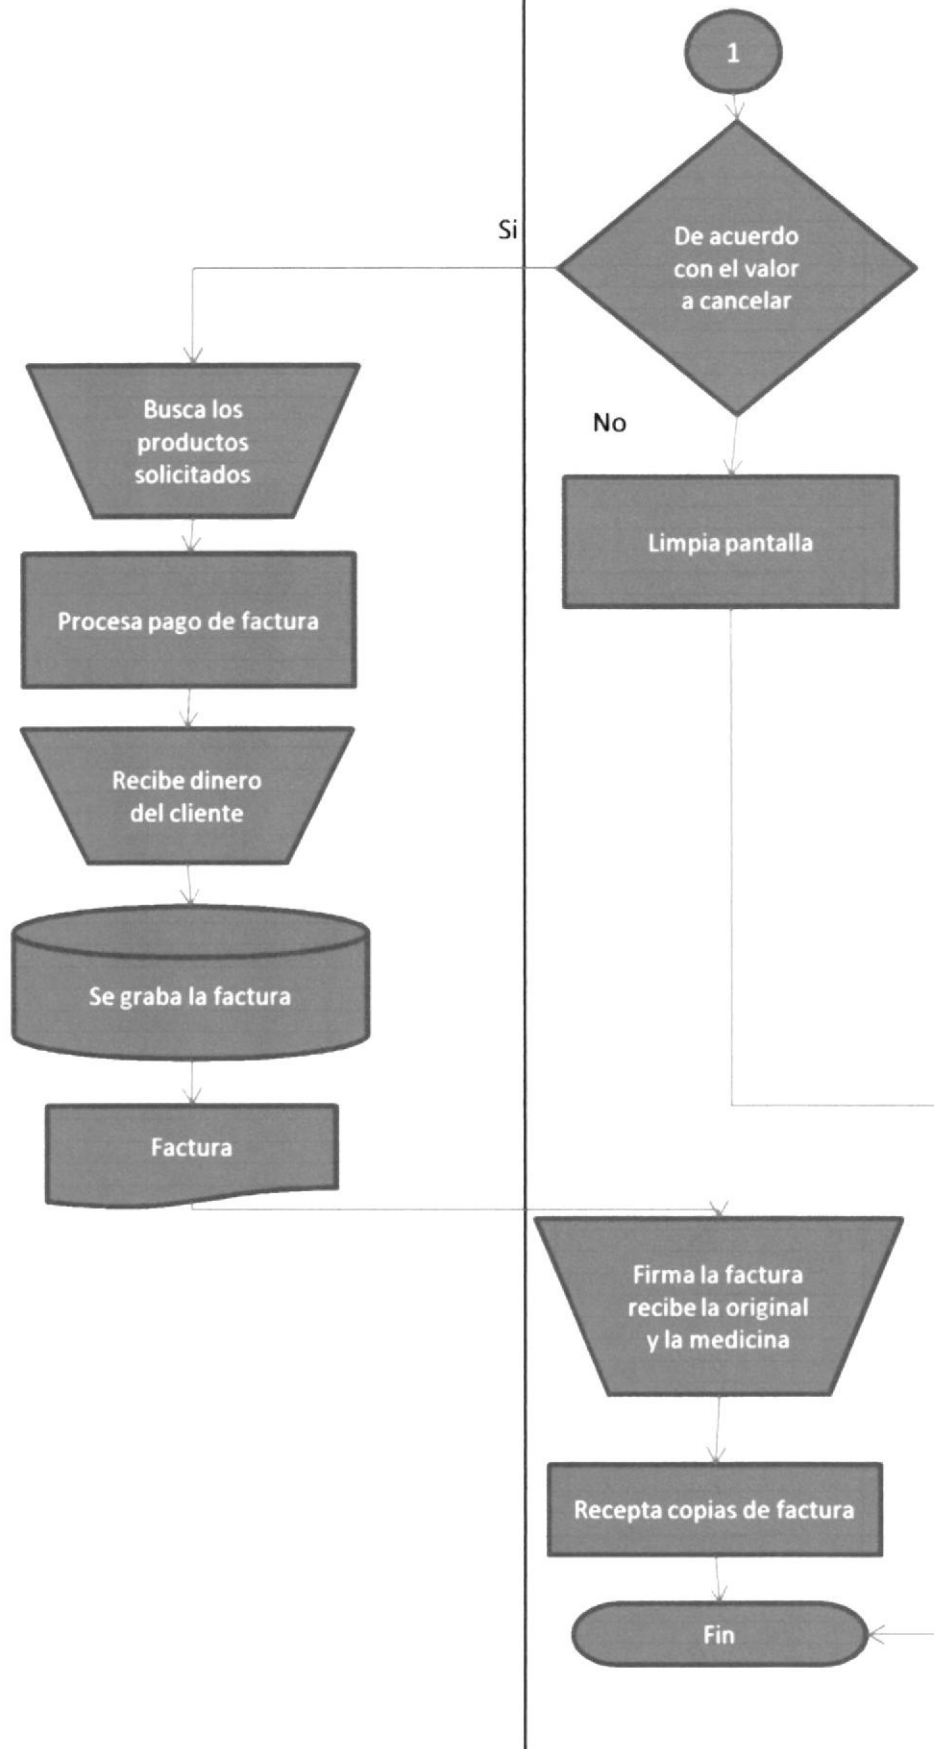 1
De acuerdo
con el valor
a cancelar
Si
No
Busca los
productos
solicitados
Limpia pantalla
Procesa pago de factura
Recibe dinero
del cliente
Se graba la factura
Factura
Firma la factura
recibe la original
y la medicina
Recepta copias de factura
Fin